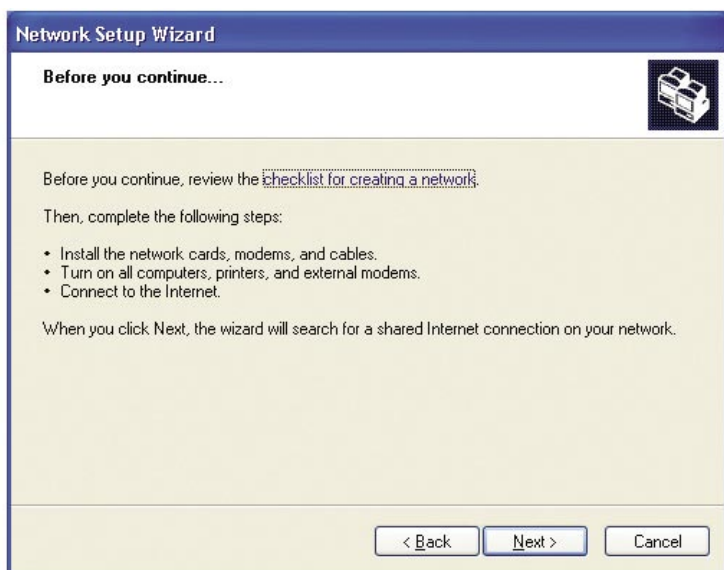 Network Setup Wizard
Before you continue...
Before you continue, review the checklist for creating a network.
Then, complete the following steps:
• Install the network cards, modems, and cables.
• Turn on all computers, printers, and external modems.
• Connect to the Internet.
When you click Next, the wizard will search for a shared Internet connection on your network.
< Back Next > Cancel